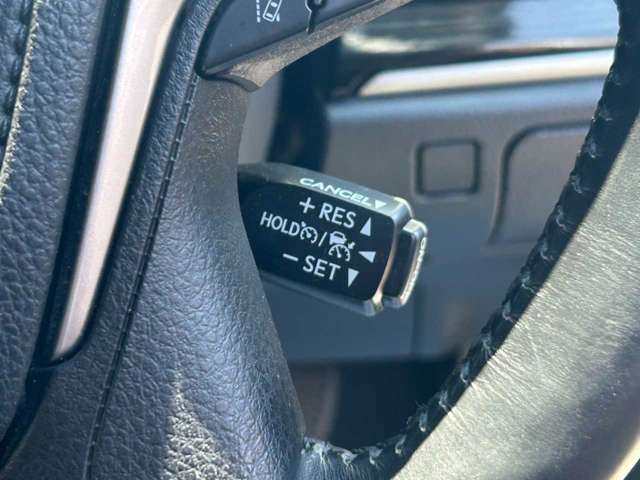 CANCEL▼
+ RES ▲
HOLD /
− SET ▼